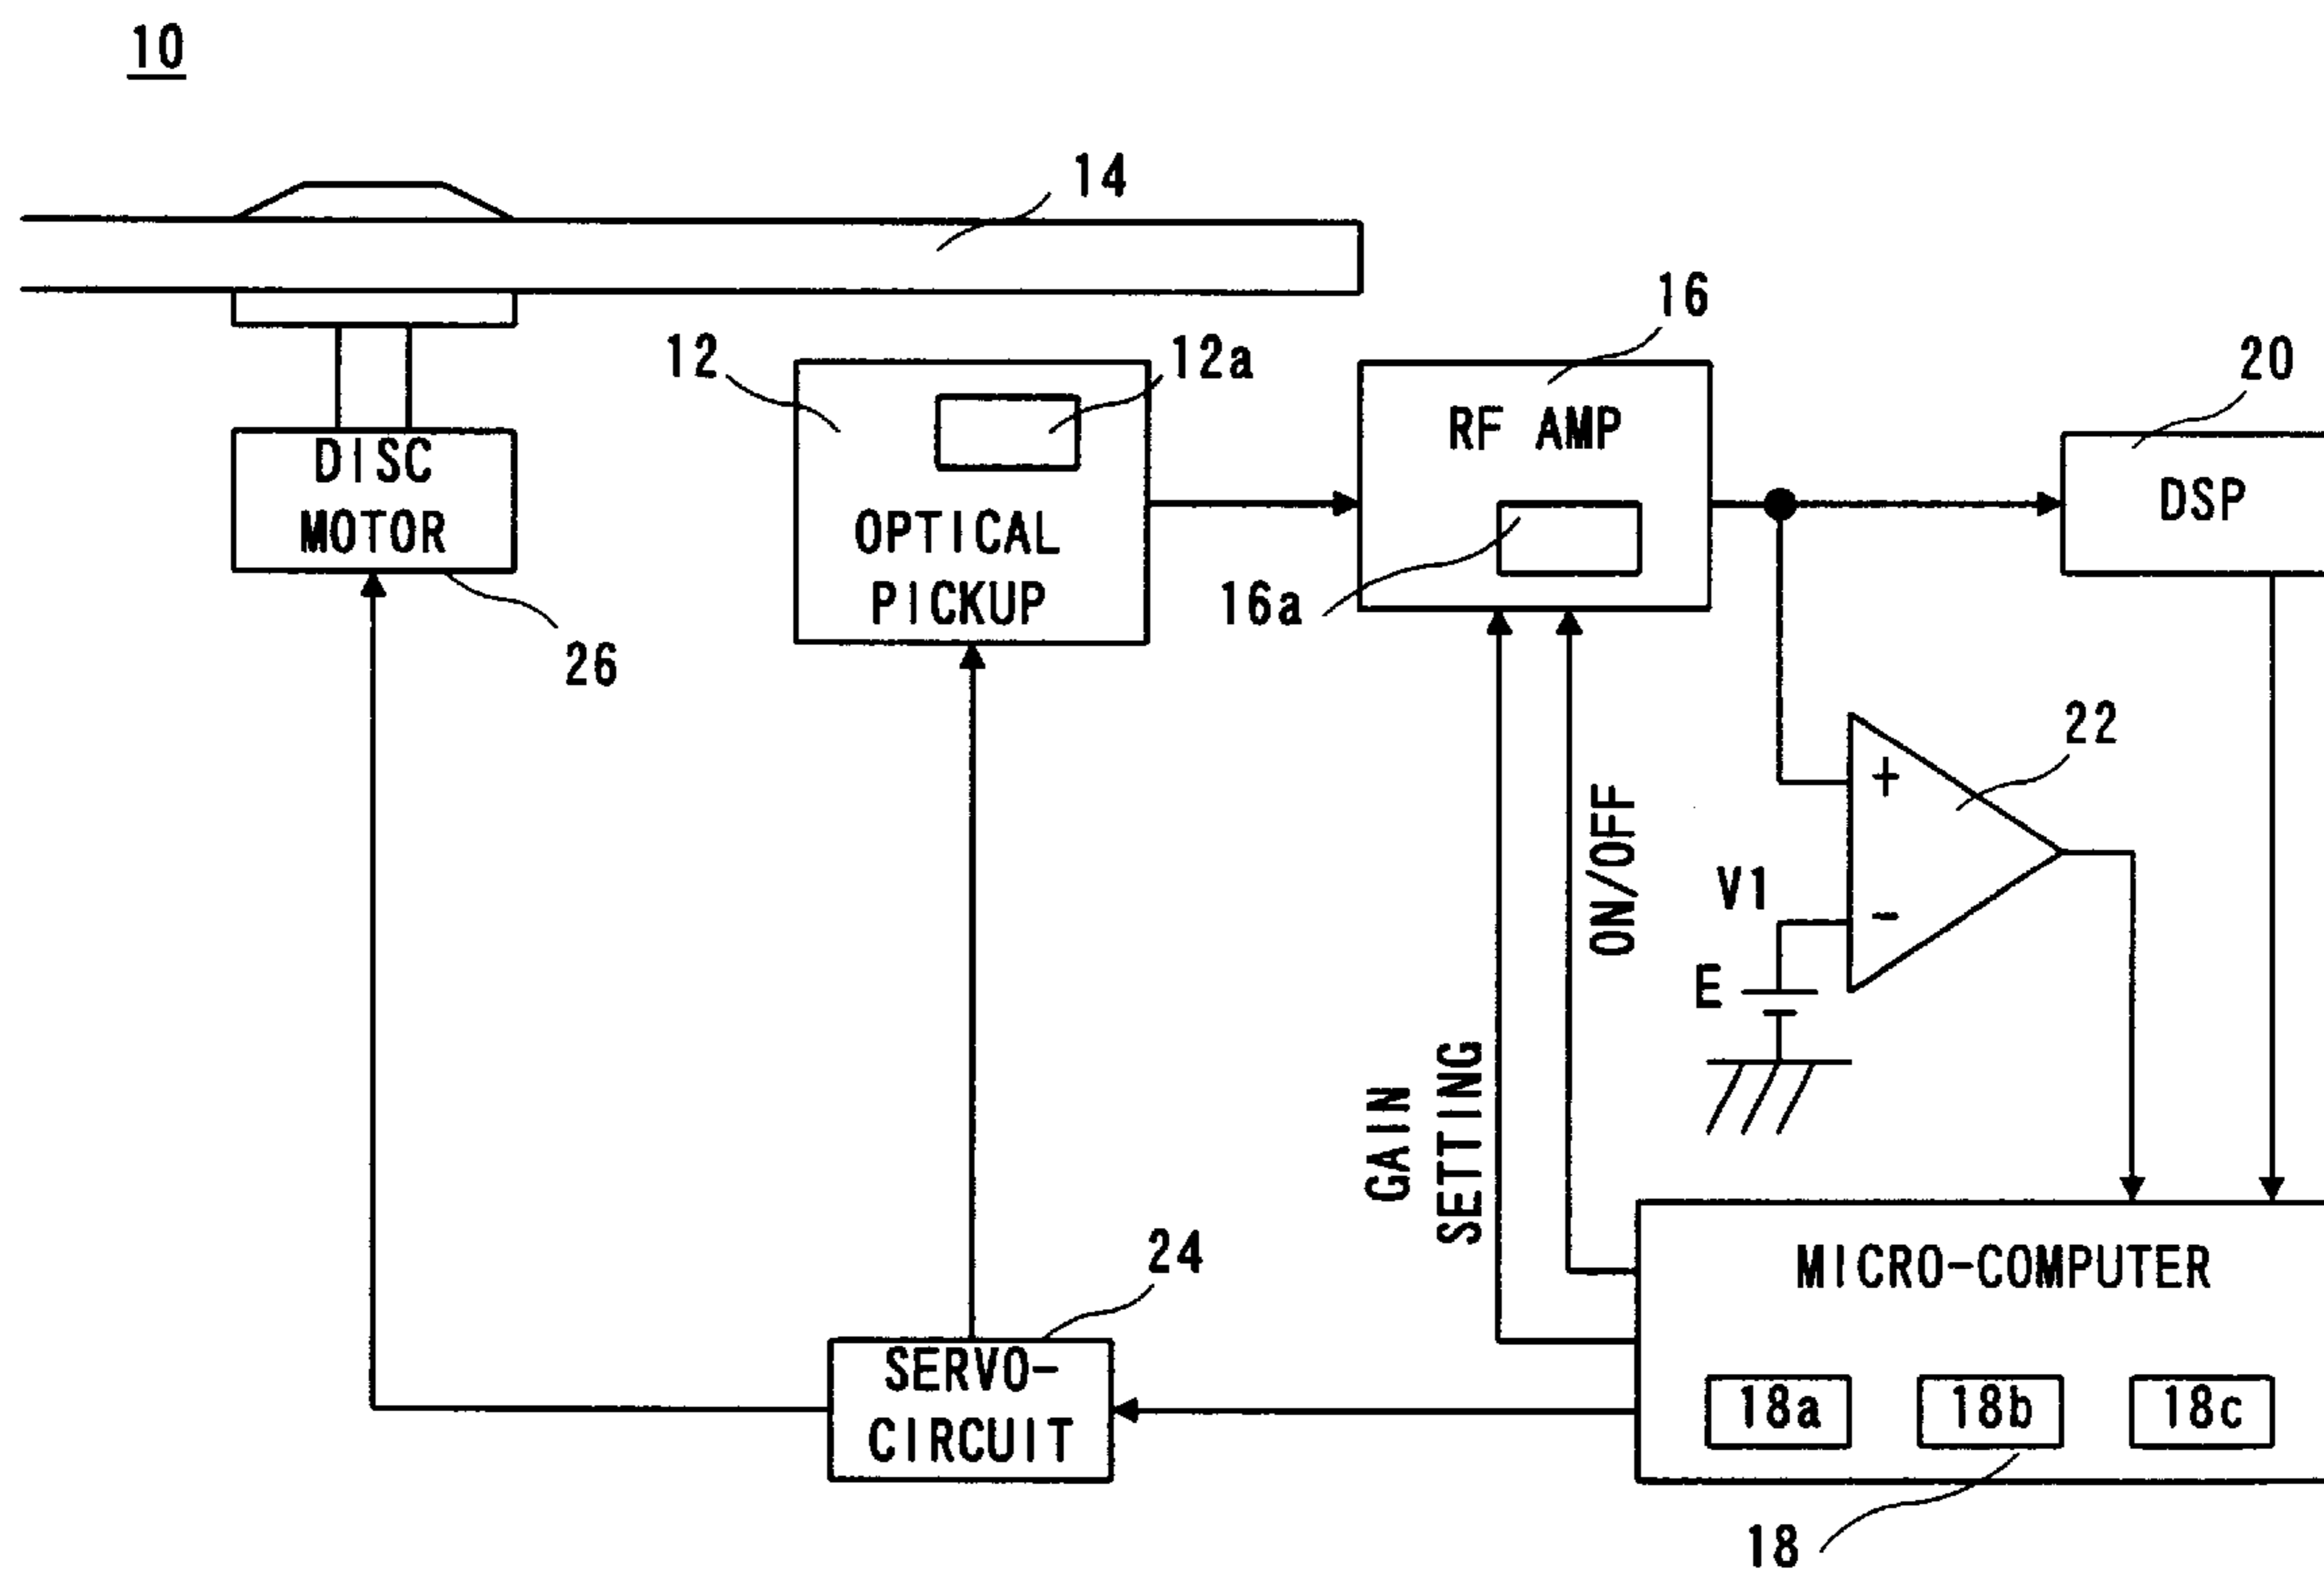 10
14
16
12
12a
20
RF AMP
DISC
MOTOR
DSP
OPTICAL
PICKUP
16a
26
22
+
ON/OFF
V1
-
E
GAIN
SETTING
24
MICRO-COMPUTER
SERVO-
CIRCUIT
18a
18b
18c
18